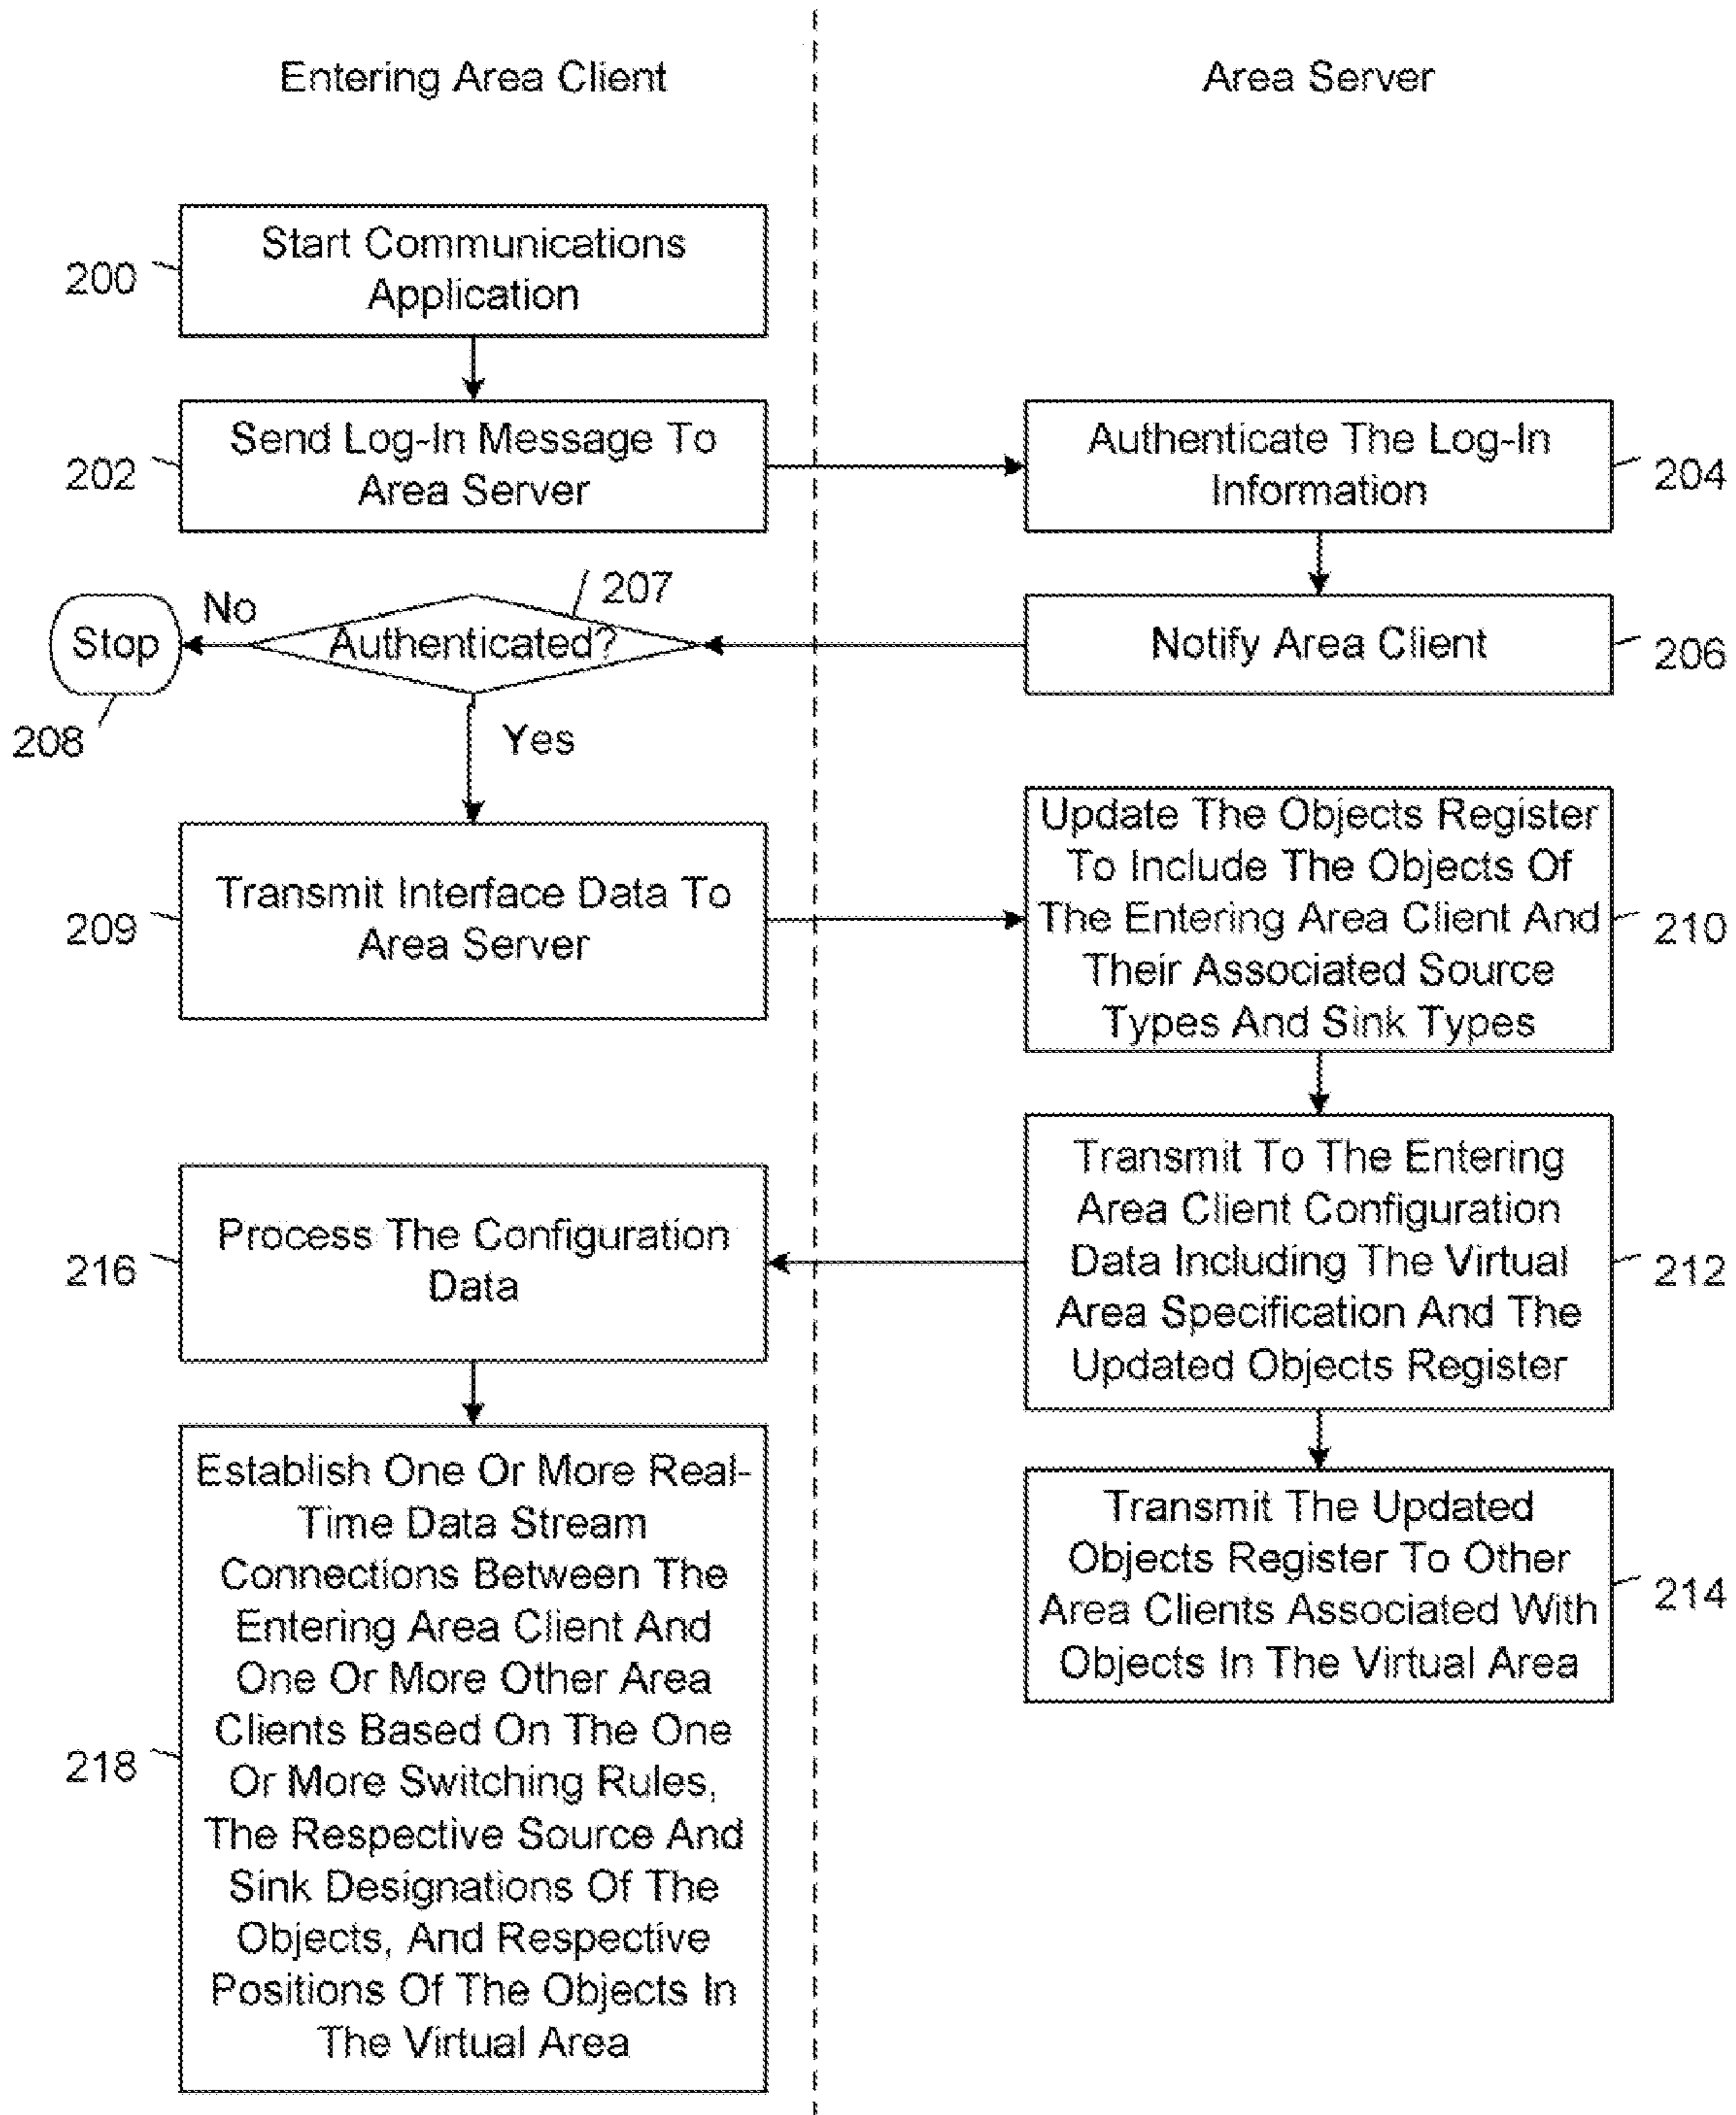 Entering Area Client
Area Server
200
Start Communications
Application
202
Send Log-In Message To
Area Server
Authenticate The Log-In
Information
204
207
No
Stop
Authenticated?
208
Yes
Notify Area Client
206
209
Transmit Interface Data To
Area Server
Update The Objects Register
To Include The Objects Of
The Entering Area Client And
Their Associated Source
Types And Sink Types
210
Transmit To The Entering
Area Client Configuration
Data Including The Virtual
Area Specification And The
Updated Objects Register
212
216
Process The Configuration
Data
Transmit The Updated
Objects Register To Other
Area Clients Associated With
Objects In The Virtual Area
214
218
Establish One Or More Real-
Time Data Stream
Connections Between The
Entering Area Client And
One Or More Other Area
Clients Based On The One
Or More Switching Rules,
The Respective Source And
Sink Designations Of The
Objects, And Respective
Positions Of The Objects In
The Virtual Area